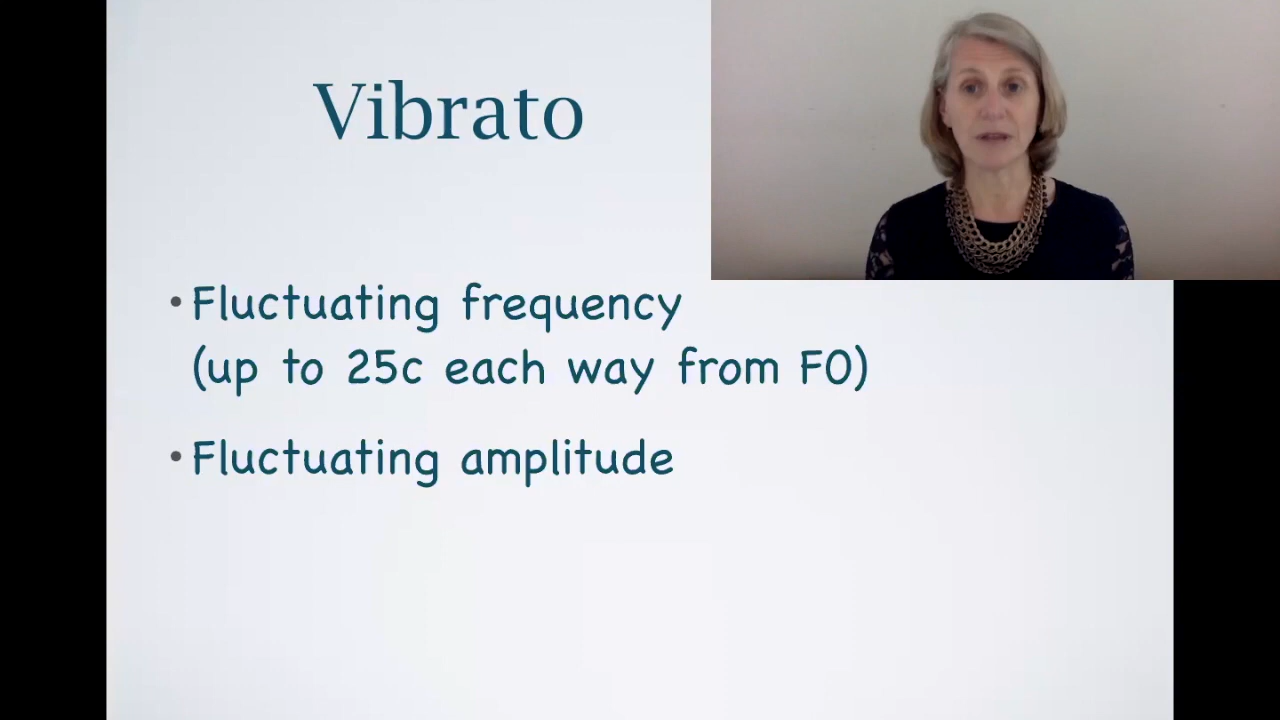 Vibrato
• Fluctuating frequency
(up to 25c each way from F0)
• Fluctuating amplitude